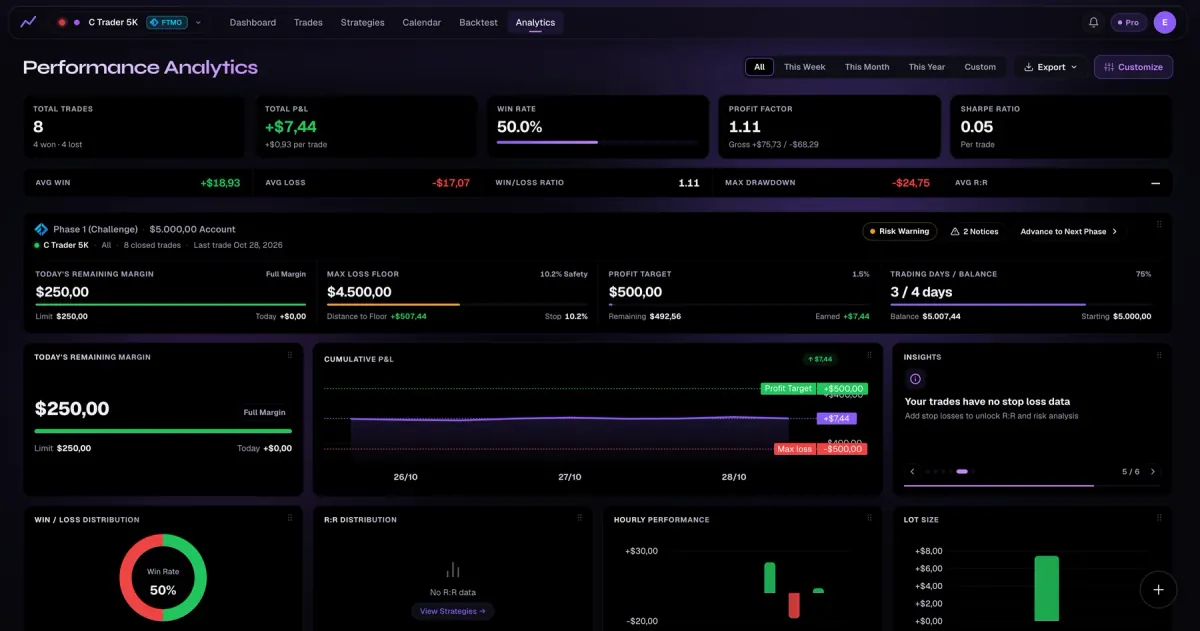 C Trader 5K FTMO Dashboard Trades Strategies Calendar Backtest Analytics Pro E
Performance Analytics
All This Week This Month This Year Custom Export Customize
TOTAL TRADES
8
4 won · 4 lost
TOTAL P&L
+$7,44
+$0,93 per trade
WIN RATE
50.0%
PROFIT FACTOR
1.11
Gross +$75,73 / -$68,29
SHARPE RATIO
0.05
Per trade
AVG WIN +$18,93
AVG LOSS -$17,07
WIN/LOSS RATIO 1.11
MAX DRAWDOWN -$24,75
AVG R:R —
Phase 1 (Challenge) · $5.000,00 Account
C Trader 5K · All · 8 closed trades · Last trade Oct 28, 2026
Risk Warning 2 Notices Advance to Next Phase
TODAY'S REMAINING MARGIN Full Margin
$250,00
Limit $250,00 Today +$0,00
MAX LOSS FLOOR 10.2% Safety
$4.500,00
Distance to Floor +$507,44 Stop 10.2%
PROFIT TARGET 1.5%
$500,00
Remaining $492,56 Earned +$7,44
TRADING DAYS / BALANCE 75%
3 / 4 days
Balance $5.007,44 Starting $5.000,00
TODAY'S REMAINING MARGIN
$250,00 Full Margin
Limit $250,00 Today +$0,00
CUMULATIVE P&L
↑ $7,44
Profit Target +$500,00
+$400,00
+$7,44
-$400,00
Max loss -$500,00
26/10 27/10 28/10
INSIGHTS
Your trades have no stop loss data
Add stop losses to unlock R:R and risk analysis
5 / 6
WIN / LOSS DISTRIBUTION
Win Rate
50%
R:R DISTRIBUTION
No R:R data
View Strategies →
HOURLY PERFORMANCE
+$30,00
-$20,00
LOT SIZE
+$8,00
+$6,00
+$4,00
+$2,00
+$0,00